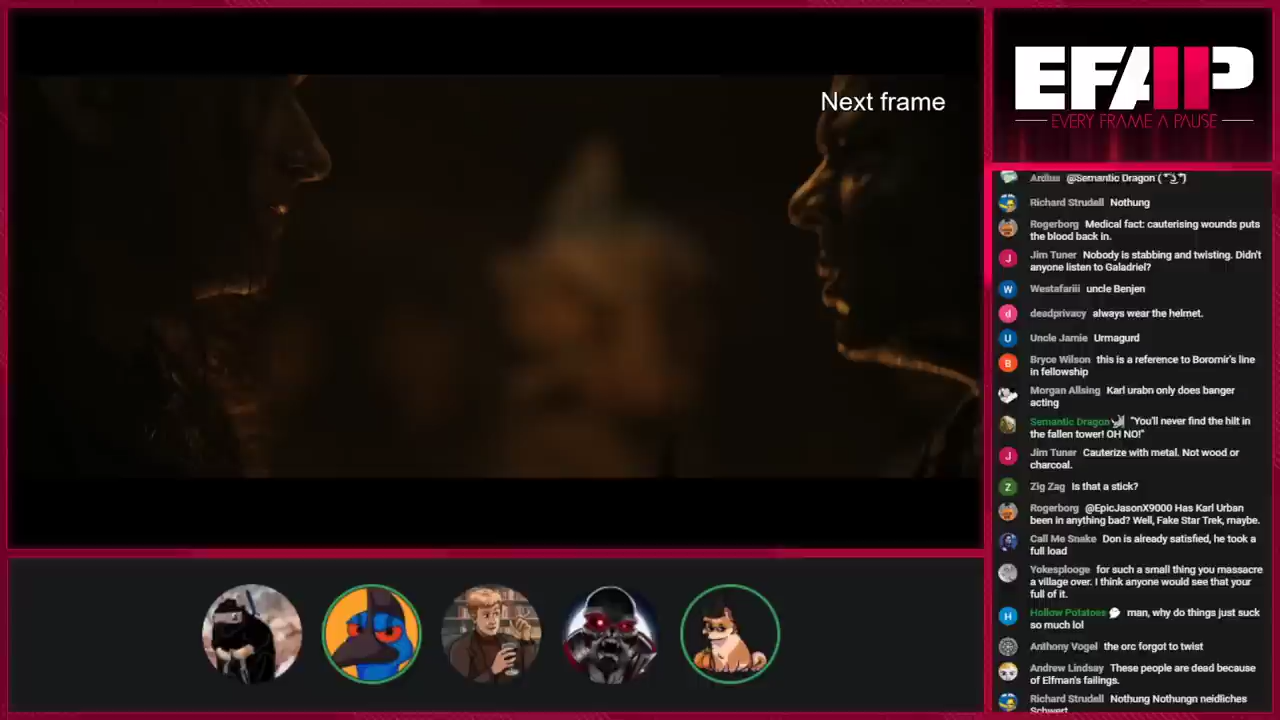 Next frame
EFAP
EVERY FRAME A PAUSE
Ardius @Semantic Dragon
Richard Strudell Nothung
Rogerborg Medical fact: cauterising wounds puts
the blood back in.
J
Jim Tuner Nobody is stabbing and twisting. Didn't
anyone listen to Galadriel?
W
Westafariii uncle Benjen
d
deadprivacy always wear the helmet.
U
Uncle Jamie Urmagurd
B
Bryce Wilson this is a reference to Boromir's line
in fellowship
Morgan Allsing Karl urabn only does banger
acting
Semantic Dragon "You'll never find the hilt in
the fallen tower! OH NO!"
J
Jim Tuner Cauterize with metal. Not wood or
charcoal.
Z
Zig Zag Is that a stick?
Rogerborg @EpicJasonX9000 Has Karl Urban
been in anything bad? Well, Fake Star Trek, maybe.
Call Me Snake Don is already satisfied, he took a
full load
Yokesplooge for such a small thing you massacre
a village over. I think anyone would see that your
full of it.
H
Hollow Potatoes man, why do things just suck
so much lol
Anthony Vogel the orc forgot to twist
Andrew Lindsay These people are dead because
of Elfman's failings.
Richard Strudell Nothung Nothungn neidliches
Schwert